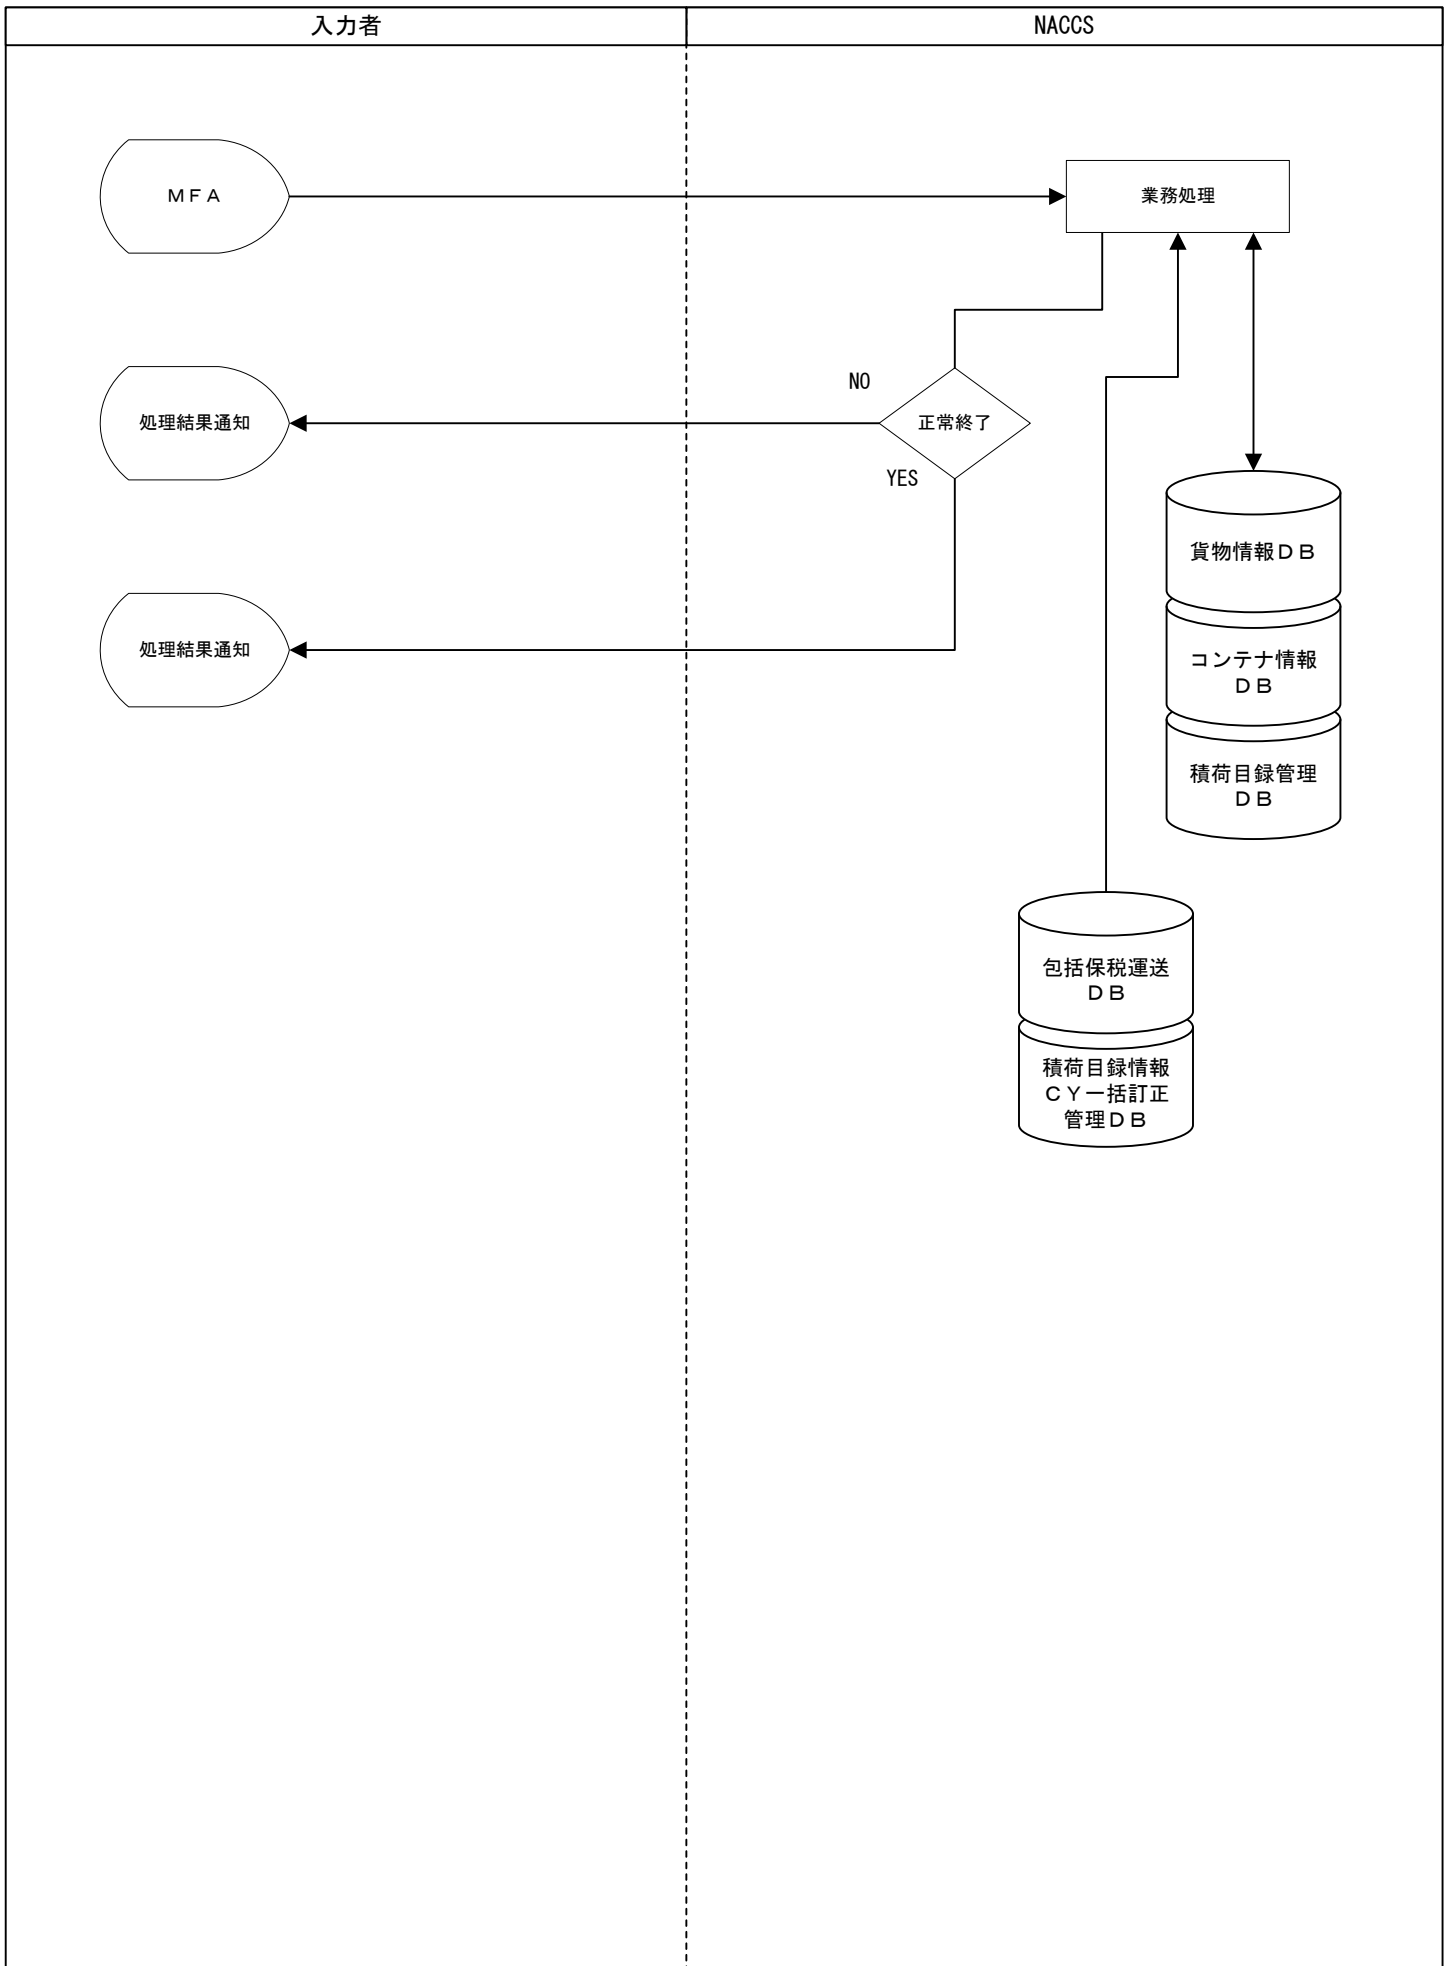 入力者
NACCS
ＭＦＡ
業務処理
NO
処理結果通知
正常終了
YES
処理結果通知
貨物情報ＤＢ
コンテナ情報
ＤＢ
積荷目録管理
ＤＢ
包括保税運送
ＤＢ
積荷目録情報
ＣＹ一括訂正
管理ＤＢ